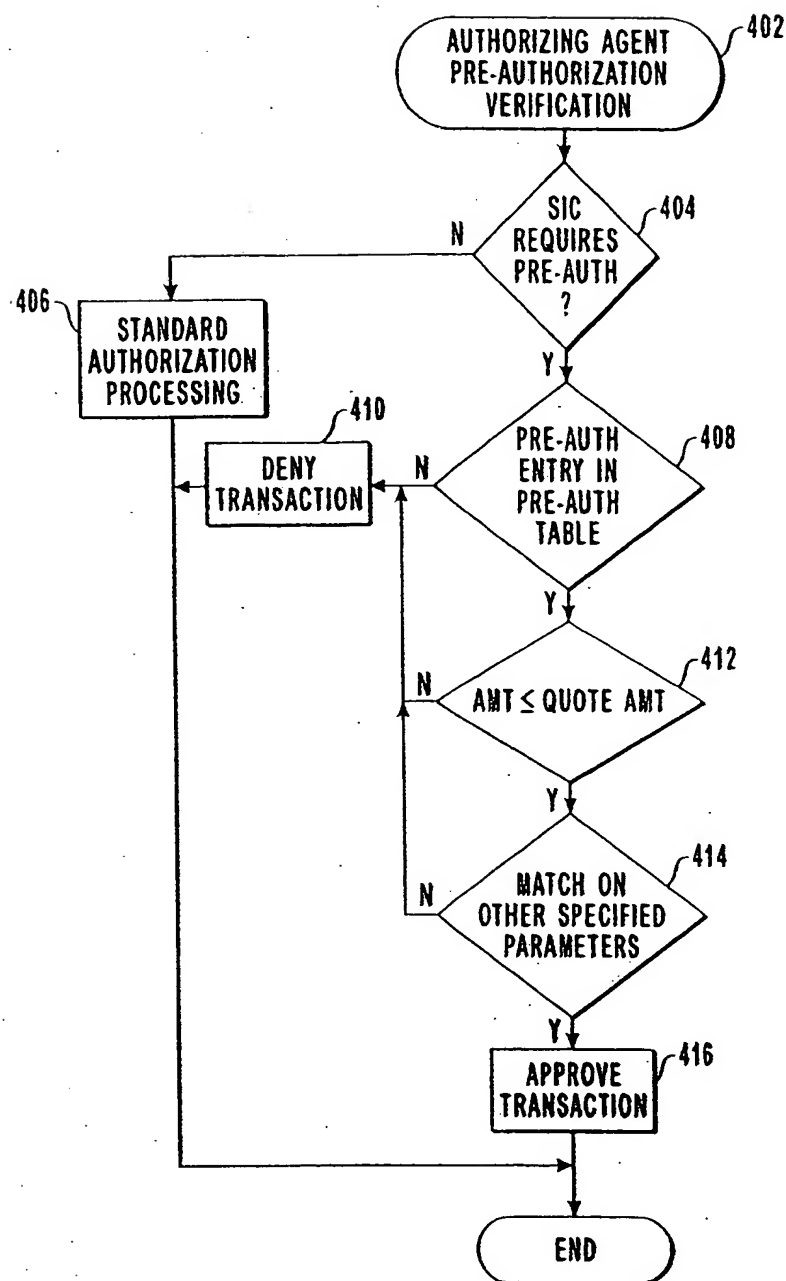 402
AUTHORIZING AGENT
PRE-AUTHORIZATION
VERIFICATION
404
SIC
REQUIRES
PRE-AUTH
?
N
Y
406
STANDARD
AUTHORIZATION
PROCESSING
408
PRE-AUTH
ENTRY IN
PRE-AUTH
TABLE
N
Y
410
DENY
TRANSACTION
412
AMT ≤ QUOTE AMT
N
Y
414
MATCH ON
OTHER SPECIFIED
PARAMETERS
N
Y
416
APPROVE
TRANSACTION
END